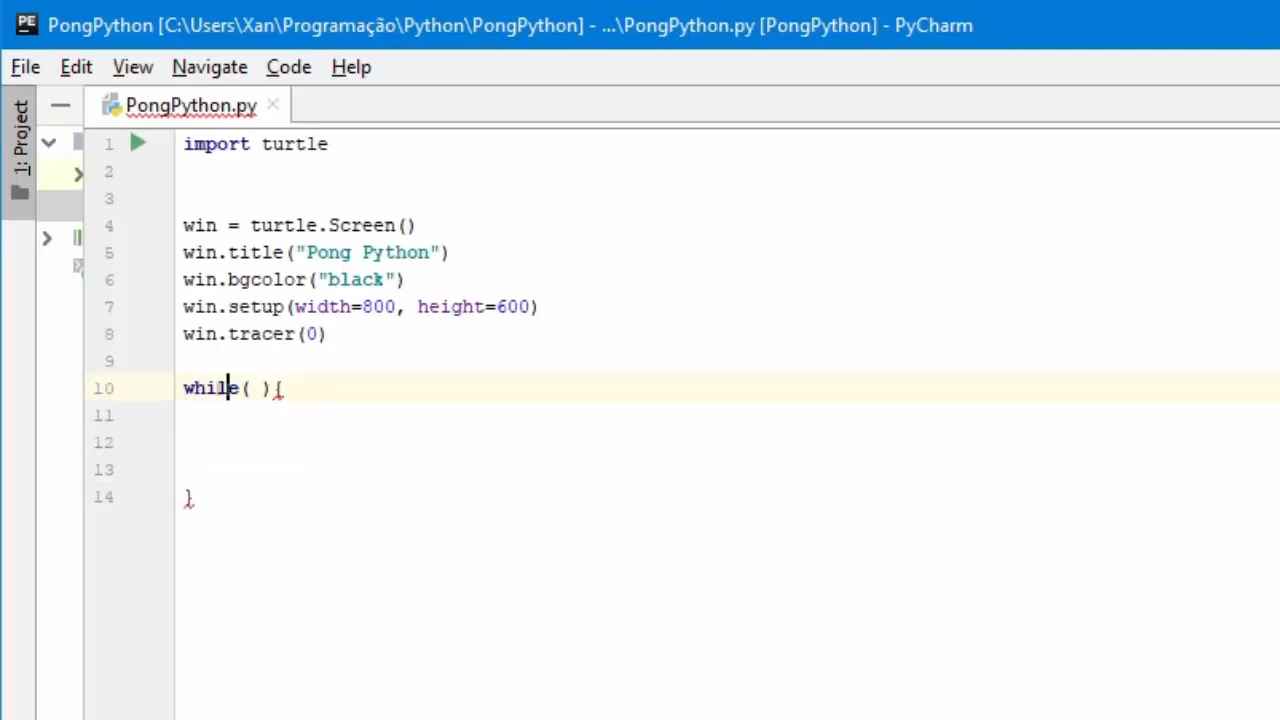 PE PongPython [C:\Users\Xan\Programação\Python\PongPython] - ...\PongPython.py [PongPython] - PyCharm
File Edit View Navigate Code Help
1: Project
PongPython.py
1 import turtle
2
3
4 win = turtle.Screen()
5 win.title("Pong Python")
6 win.bgcolor("black")
7 win.setup(width=800, height=600)
8 win.tracer(0)
9
10 while( ){
11
12
13
14 }